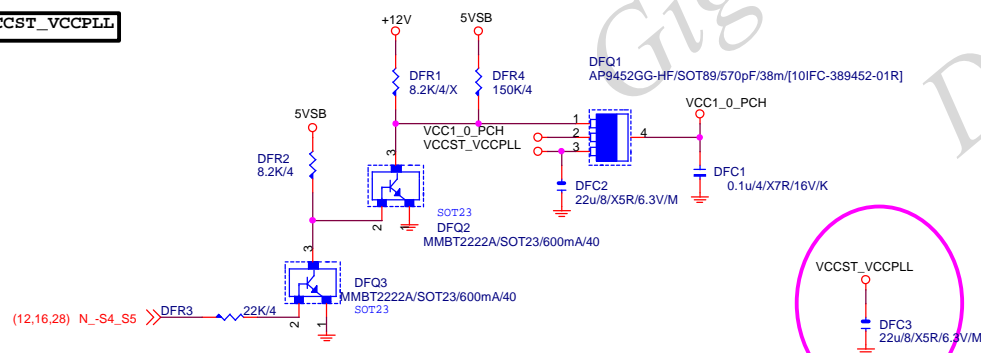 CCST_VCCPLL
+12V
5VSB
DFR1
8.2K/4/X
DFR4
150K/4
DFQ1
AP9452GG-HF/SOT89/570pF/38m/[10IFC-389452-01R]
VCC1_0_PCH
5VSB
VCC1_0_PCH
VCCST_VCCPLL
1
2
3
4
DFR2
8.2K/4
3
DFC2
22u/8/X5R/6.3V/M
DFC1
0.1u/4/X7R/16V/K
2
1
SOT23
DFQ2
MMBT2222A/SOT23/600mA/40
3
DFQ3
MMBT2222A/SOT23/600mA/40
SOT23
(12,16,28) N_-S4_S5
DFR3
22K/4
2
1
VCCST_VCCPLL
DFC3
22u/8/X5R/6.3V/M
Gig
D